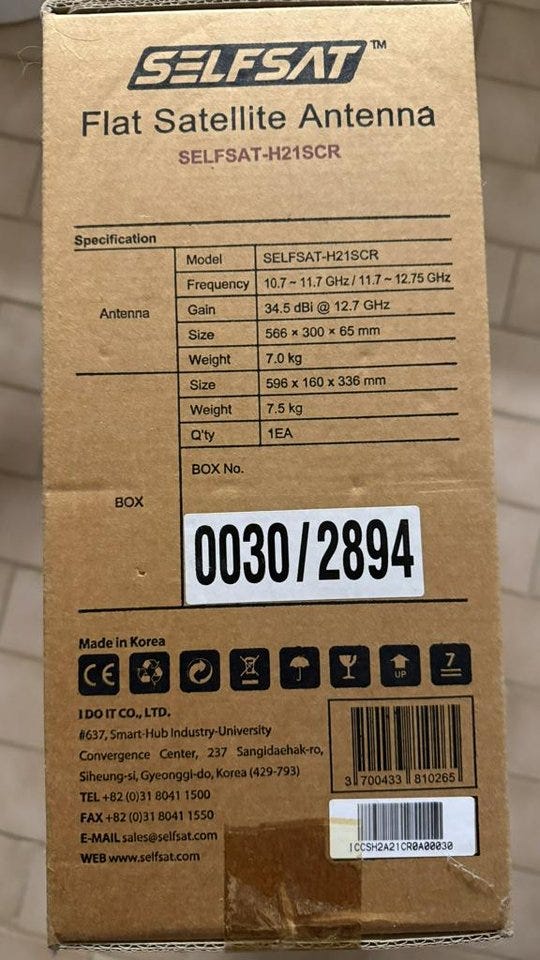 SELFSAT™
Flat Satellite Antenna
SELFSAT-H21SCR
Specification
Antenna
Model SELFSAT-H21SCR
Frequency 10.7 ~ 11.7 GHz / 11.7 ~ 12.75 GHz
Gain 34.5 dBi @ 12.7 GHz
Size 566 × 300 × 65 mm
Weight 7.0 kg
BOX
Size 596 x 160 x 336 mm
Weight 7.5 kg
Q'ty 1EA
BOX No.
0030/2894
Made in Korea
CE
UP
7
I DO IT CO., LTD.
#637, Smart-Hub Industry-University
Convergence Center, 237 Sangidaehak-ro,
Siheung-si, Gyeonggi-do, Korea (429-793)
TEL +82 (0)31 8041 1500
FAX +82 (0)31 8041 1550
E-MAIL sales@selfsat.com
WEB www.selfsat.com
3 700433 810265
ICCSH2A21CR0A00030